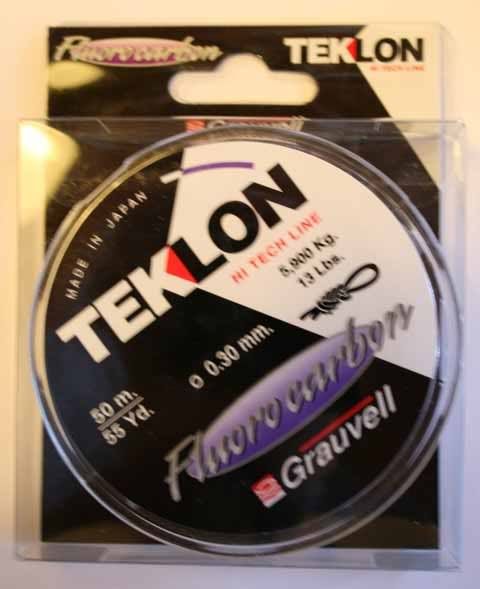 Fluorocarbon
TEKLON
HI TECH LINE
Grauvell
MADE IN JAPAN
TEKLON
HI TECH LINE
5,900 Kg.
13 Lbs.
50 m.
55 Yd.
o 0.30 mm.
Fluorocarbon
Grauvell